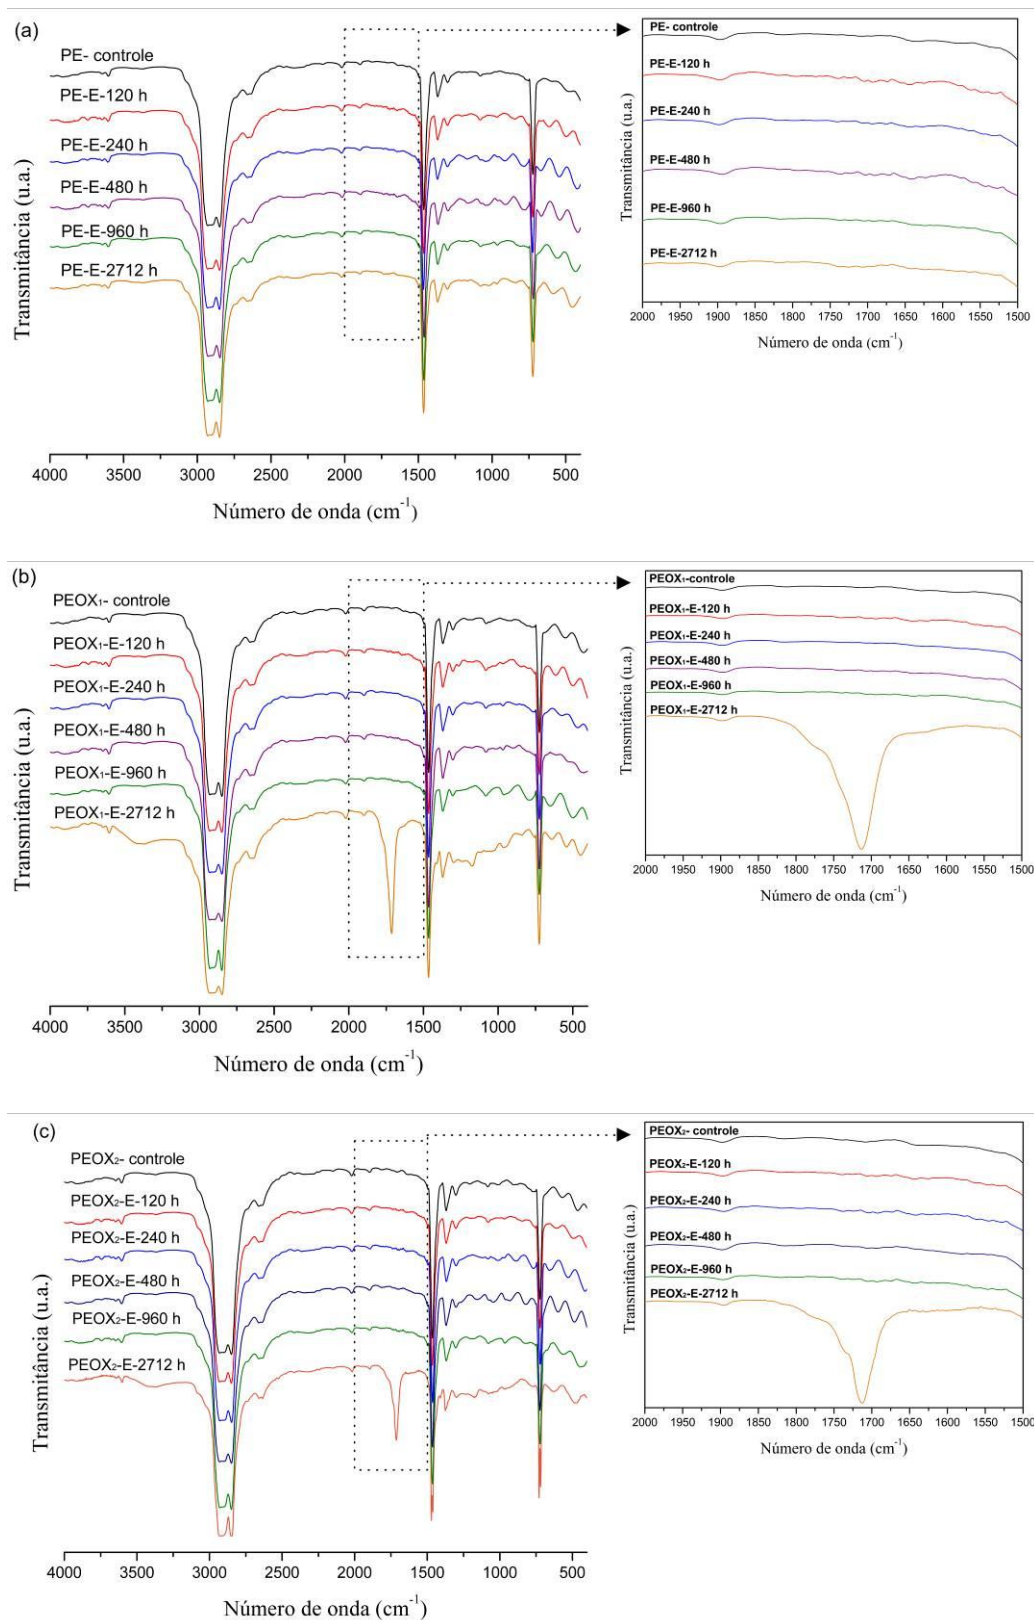 (a)
PE- controle
PE-E-120 h
PE-E-240 h
PE-E-480 h
PE-E-960 h
PE-E-2712 h
Transmitância (u.a.)
4000 3500 3000 2500 2000 1500 1000 500
Número de onda (cm-1)
PE- controle
PE-E-120 h
PE-E-240 h
PE-E-480 h
PE-E-960 h
PE-E-2712 h
Transmitância (u.a.)
2000 1950 1900 1850 1800 1750 1700 1650 1600 1550 1500
Número de onda (cm-1)
(b)
PEOX1- controle
PEOX1-E-120 h
PEOX1-E-240 h
PEOX1-E-480 h
PEOX1-E-960 h
PEOX1-E-2712 h
Transmitância (u.a.)
4000 3500 3000 2500 2000 1500 1000 500
Número de onda (cm-1)
PEOX1-controle
PEOX1-E-120 h
PEOX1-E-240 h
PEOX1-E-480 h
PEOX1-E-960 h
PEOX1-E-2712 h
Transmitância (u.a.)
2000 1950 1900 1850 1800 1750 1700 1650 1600 1550 1500
Número de onda (cm-1)
(c)
PEOX2- controle
PEOX2-E-120 h
PEOX2-E-240 h
PEOX2-E-480 h
PEOX2-E-960 h
PEOX2-E-2712 h
Transmitância (u.a.)
4000 3500 3000 2500 2000 1500 1000 500
Número de onda (cm-1)
PEOX2- controle
PEOX2-E-120 h
PEOX2-E-240 h
PEOX2-E-480 h
PEOX2-E-960 h
PEOX2-E-2712 h
Transmitância (u.a.)
2000 1950 1900 1850 1800 1750 1700 1650 1600 1550 1500
Número de onda (cm-1)